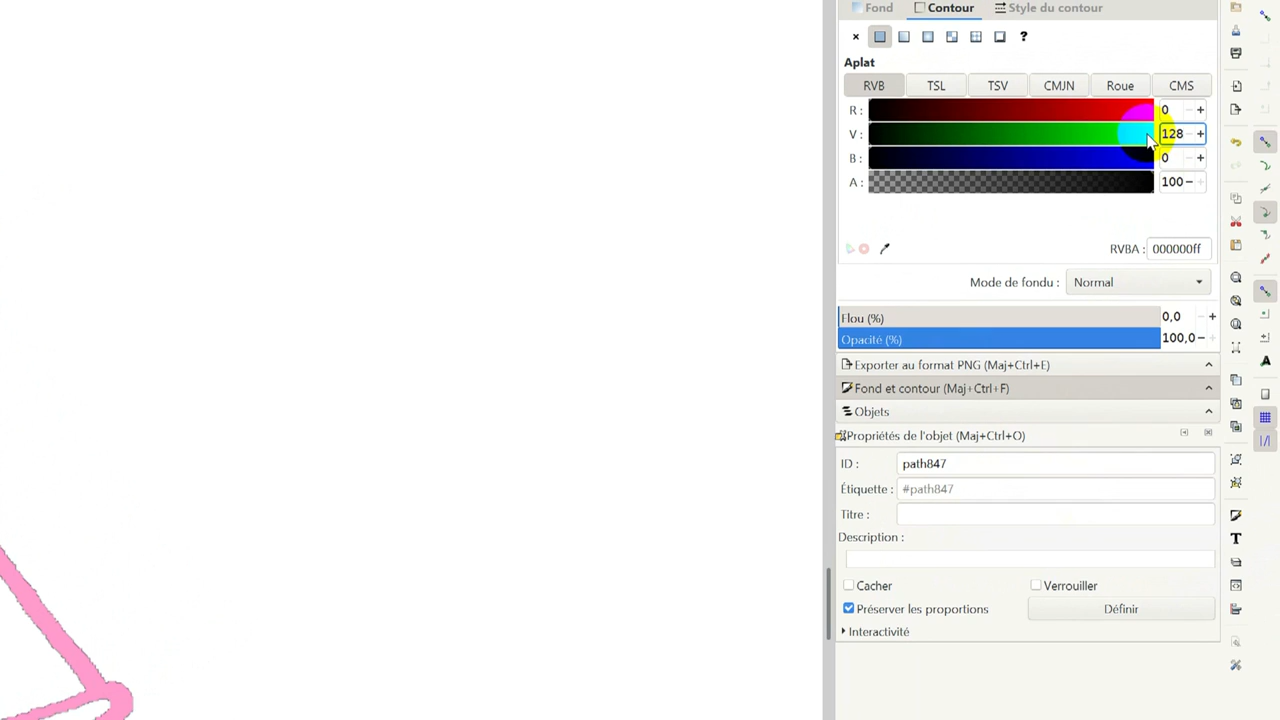 Fond Contour Style du contour
Aplat
RVB TSL TSV CMJN Roue CMS
R : 0
V : 128
B : 0
A : 100
RVBA : 000000ff
Mode de fondu : Normal
Flou (%) 0,0
Opacité (%) 100,0
Exporter au format PNG (Maj+Ctrl+E)
Fond et contour (Maj+Ctrl+F)
Objets
Propriétés de l'objet (Maj+Ctrl+O)
ID : path847
Étiquette : #path847
Titre :
Description :
Cacher Verrouiller
Préserver les proportions Définir
Interactivité